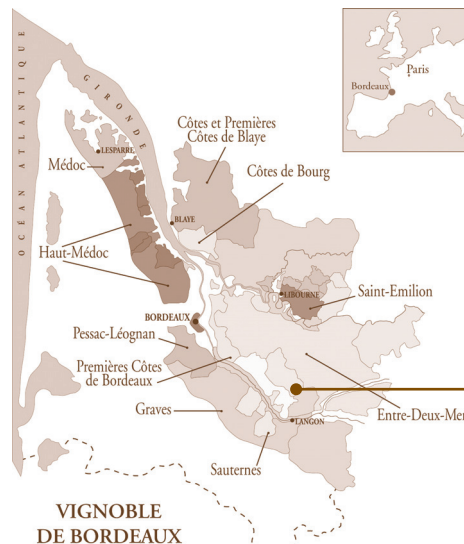 OCÉAN ATLANTIQUE
GIRONDE
Paris
Bordeaux
Côtes et Premières
Côtes de Blaye
LESPARRE
Médoc
Côtes de Bourg
BLAYE
Haut-Médoc
LIBOURNE
Saint-Emilion
BORDEAUX
Pessac-Léognan
Premières Côtes
de Bordeaux
Graves
Entre-Deux-Mer
LANGON
Sauternes
VIGNOBLE
DE BORDEAUX